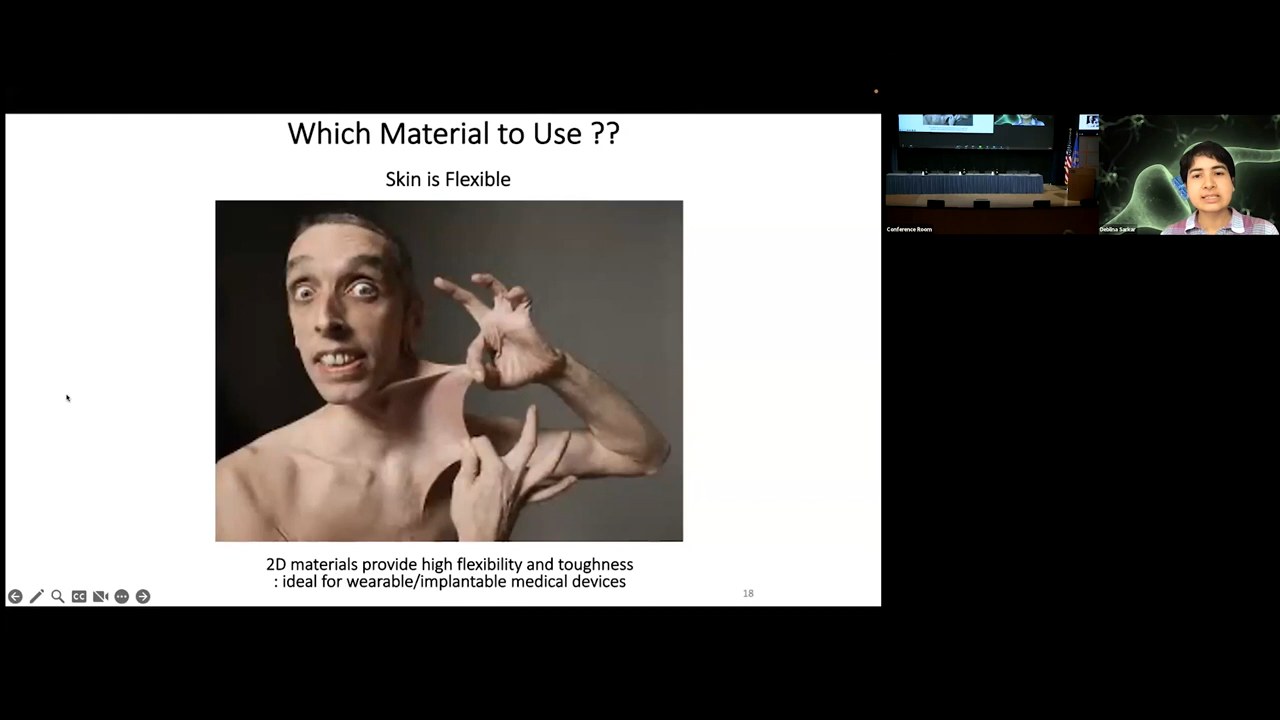 Which Material to Use ??
Skin is Flexible
2D materials provide high flexibility and toughness
: ideal for wearable/implantable medical devices
18
CC
Conference Room
Deblina Sarkar